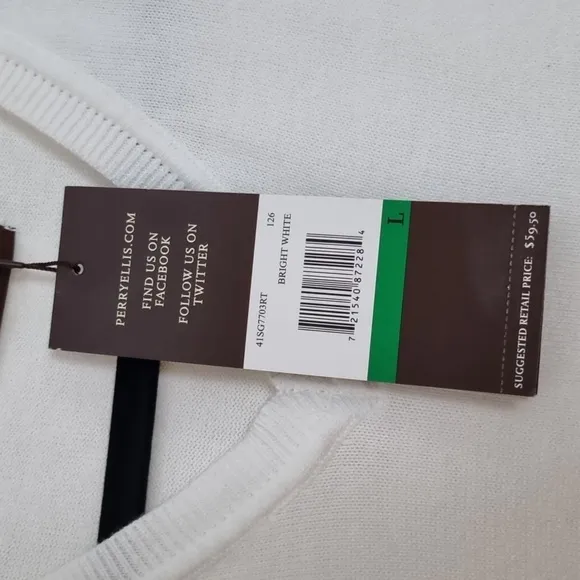 PERRYELLIS.COM
FIND US ON
FACEBOOK
FOLLOW US ON
TWITTER
126
BRIGHT WHITE
41SG7703RT
7 21540 87228 4
L
SUGGESTED RETAIL PRICE: $59.50